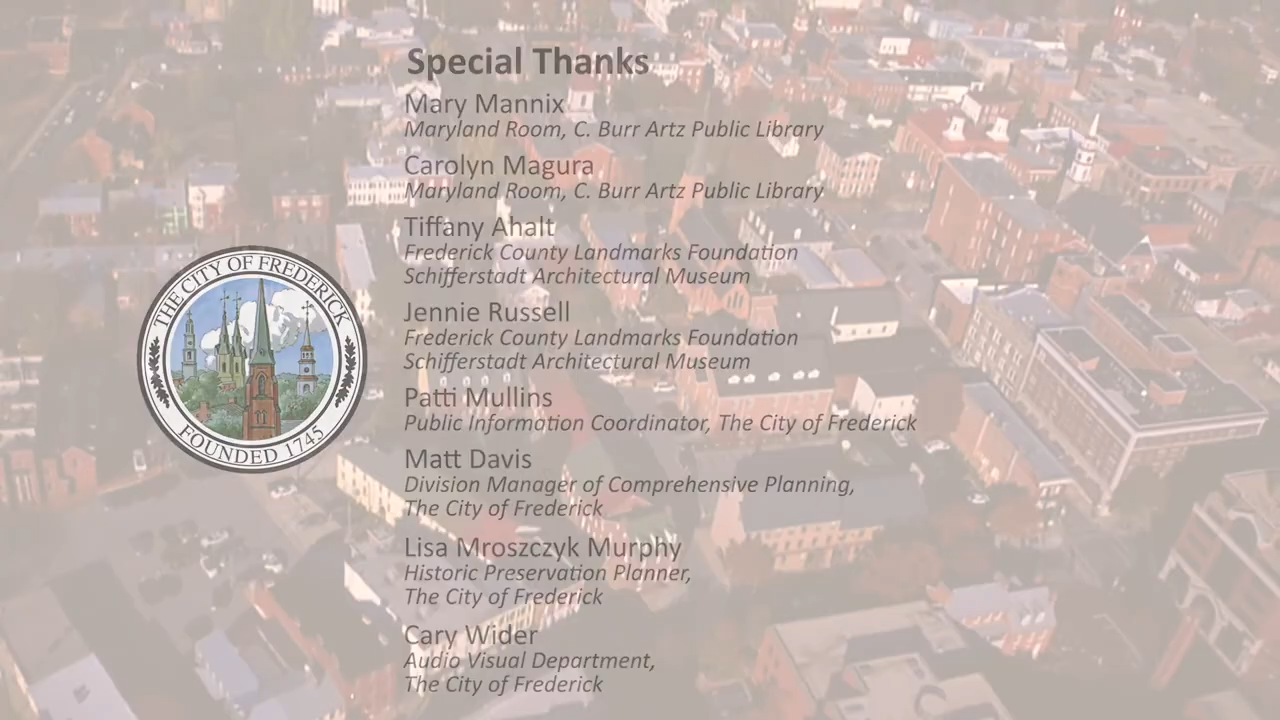 Special Thanks
Mary Mannix
Maryland Room, C. Burr Artz Public Library
Carolyn Magura
Maryland Room, C. Burr Artz Public Library
Tiffany Ahalt
Frederick County Landmarks Foundation
Schifferstadt Architectural Museum
Jennie Russell
Frederick County Landmarks Foundation
Schifferstadt Architectural Museum
Patti Mullins
Public Information Coordinator, The City of Frederick
Matt Davis
Division Manager of Comprehensive Planning,
The City of Frederick
Lisa Mroszczyk Murphy
Historic Preservation Planner,
The City of Frederick
Cary Wider
Audio Visual Department,
The City of Frederick
THE CITY OF FREDERICK
FOUNDED 1745